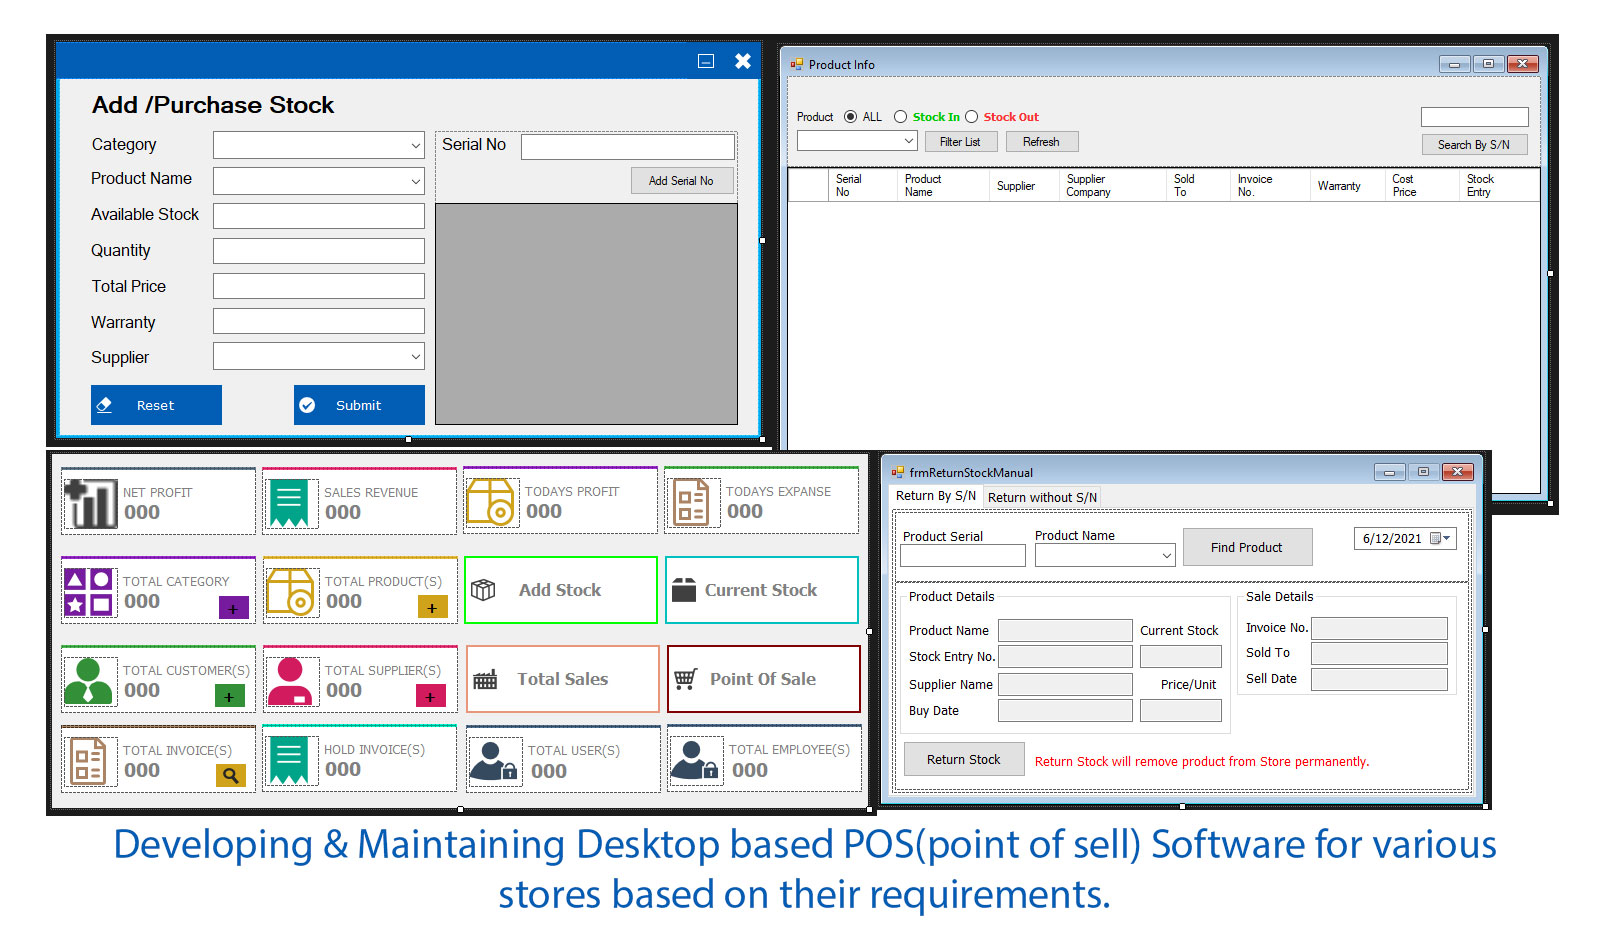 Add /Purchase Stock
Category
Product Name
Available Stock
Quantity
Total Price
Warranty
Supplier
Reset
Submit
Serial No
Add Serial No
Product Info
Product ALL Stock In Stock Out
Filter List Refresh
Search By S/N
Serial No
Product Name
Supplier
Supplier Company
Sold To
Invoice No.
Warranty
Cost Price
Stock Entry
NET PROFIT
000
SALES REVENUE
000
TODAYS PROFIT
000
TODAYS EXPANSE
000
TOTAL CATEGORY
000
+
TOTAL PRODUCT(S)
000
+
Add Stock
Current Stock
TOTAL CUSTOMER(S)
000
+
TOTAL SUPPLIER(S)
000
+
Total Sales
Point Of Sale
TOTAL INVOICE(S)
000
HOLD INVOICE(S)
000
TOTAL USER(S)
000
TOTAL EMPLOYEE(S)
000
frmReturnStockManual
Return By S/N Return without S/N
Product Serial
Product Name
Find Product
6/12/2021
Product Details
Product Name
Current Stock
Stock Entry No.
Supplier Name
Price/Unit
Buy Date
Sale Details
Invoice No.
Sold To
Sell Date
Return Stock
Return Stock will remove product from Store permanently.
Developing & Maintaining Desktop based POS(point of sell) Software for various
stores based on their requirements.